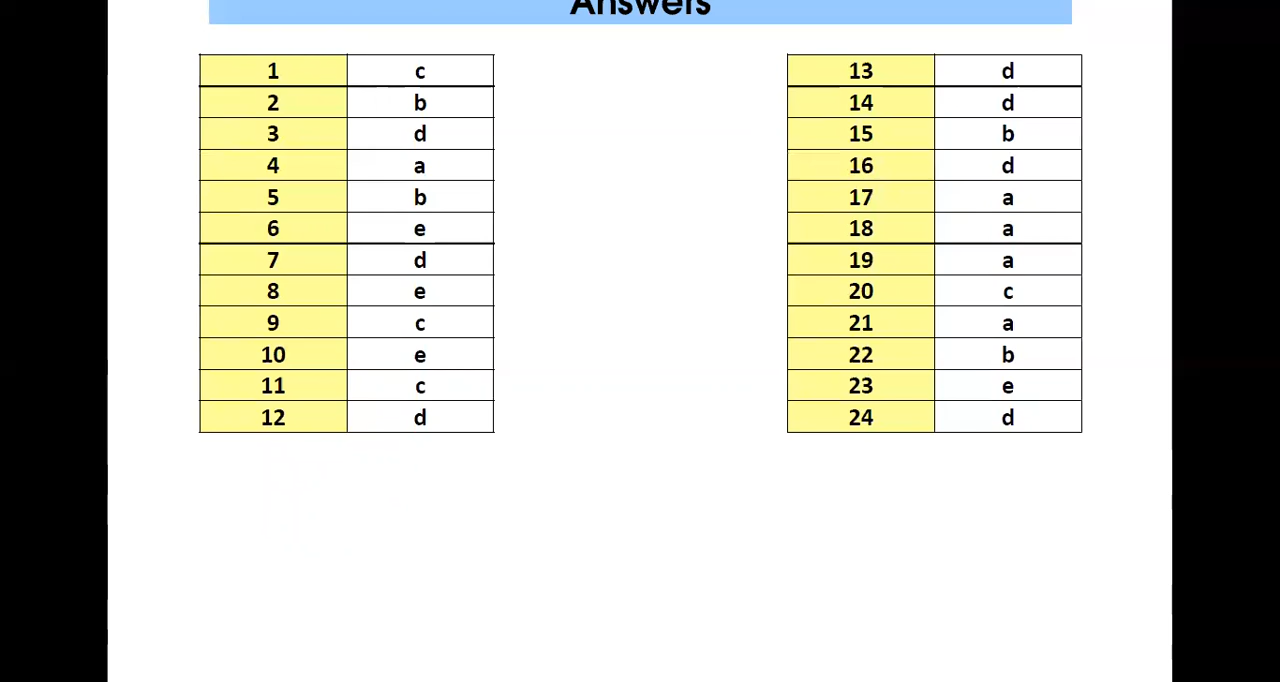 Answers
1 c
2 b
3 d
4 a
5 b
6 e
7 d
8 e
9 c
10 e
11 c
12 d
13 d
14 d
15 b
16 d
17 a
18 a
19 a
20 c
21 a
22 b
23 e
24 d